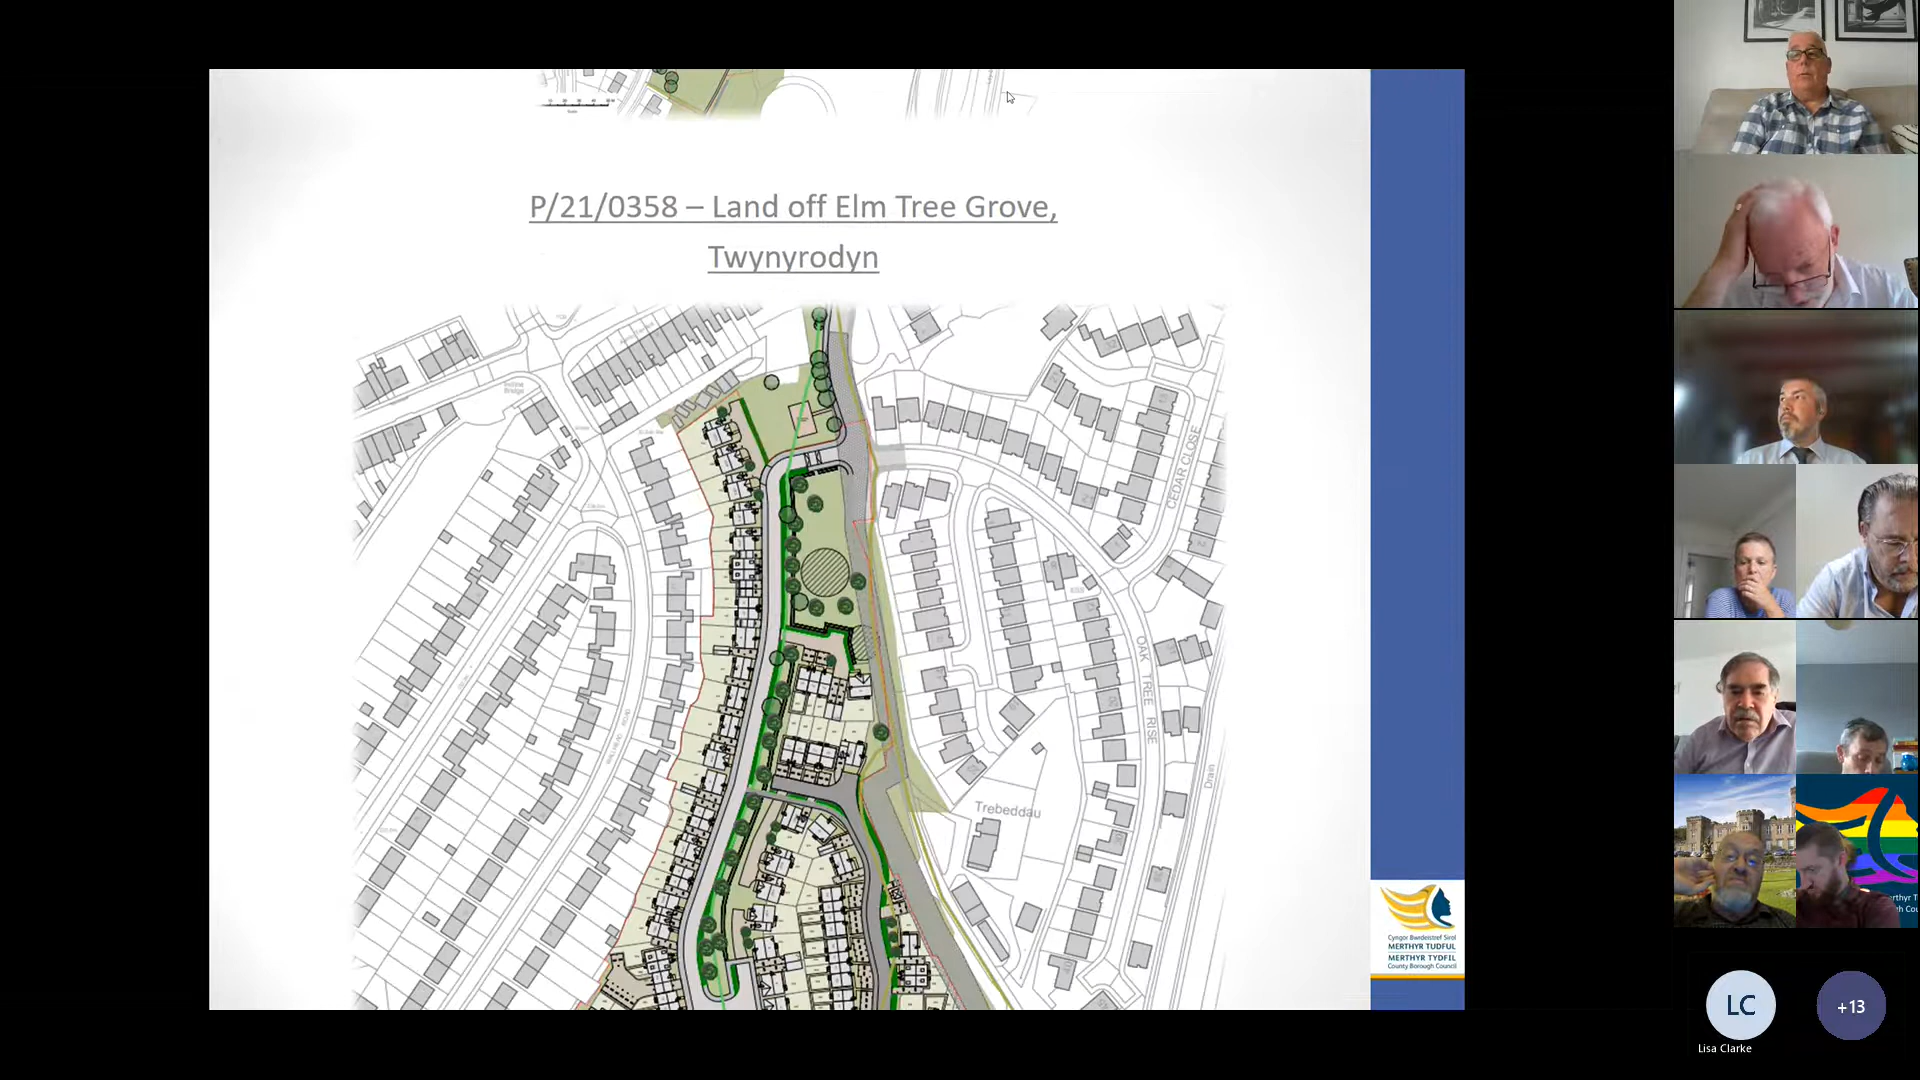 P/21/0358 – Land off Elm Tree Grove,
Twynyrodyn
CEDAR CLOSE
OAK TREE RISE
Trebeddau
Drain
Cyngor Bwrdeistref Sirol
MERTHYR TUDFUL
MERTHYR TYDFIL
County Borough Council
LC
+13
Lisa Clarke